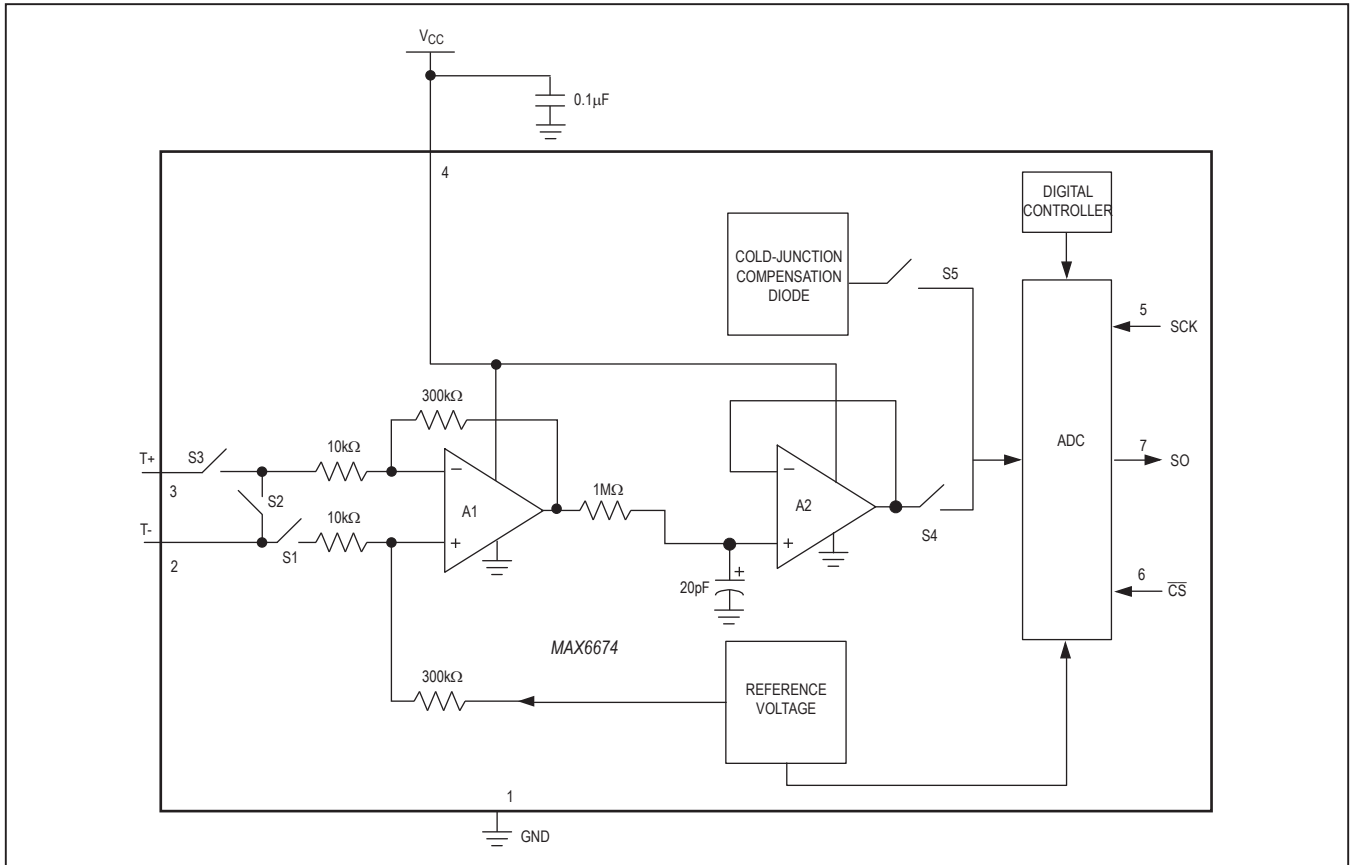 VCC
0.1µF
4
DIGITAL
CONTROLLER
COLD-JUNCTION
COMPENSATION
DIODE
S5
5
SCK
300kΩ
ADC
T+
S3
10kΩ
7
SO
3
−
−
S2
1MΩ
A1
A2
T-
S1
10kΩ
S4
2
+
+
+
6
CS
20pF
MAX6674
300kΩ
REFERENCE
VOLTAGE
1
GND